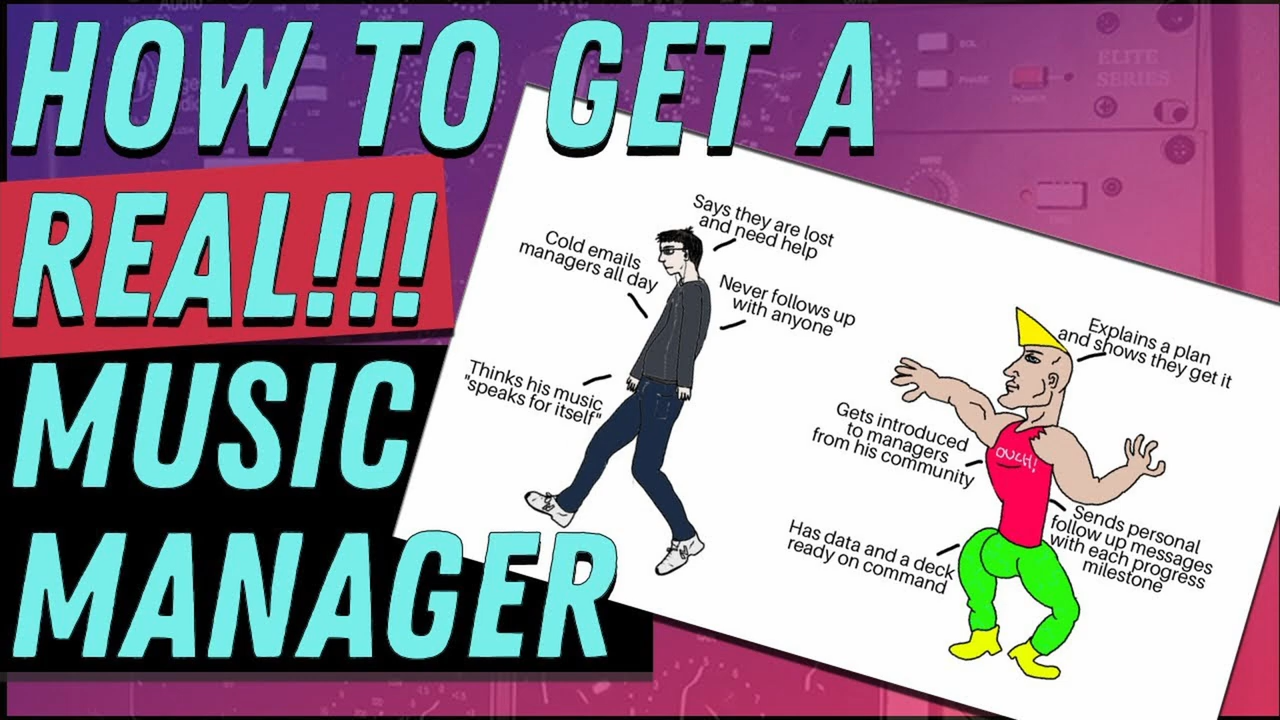 HOW TO GET A
REAL!!!
MUSIC
MANAGER
Says they are lost
and need help
Cold emails
managers all day
Never follows up
with anyone
Thinks his music
"speaks for itself"
Explains a plan
and shows they get it
Gets introduced
to managers
from his community
OUCH!
Sends personal
follow up messages
with each progress
milestone
Has data and a deck
ready on command
Audio
ELITE
SERIES
PHASE
POWER